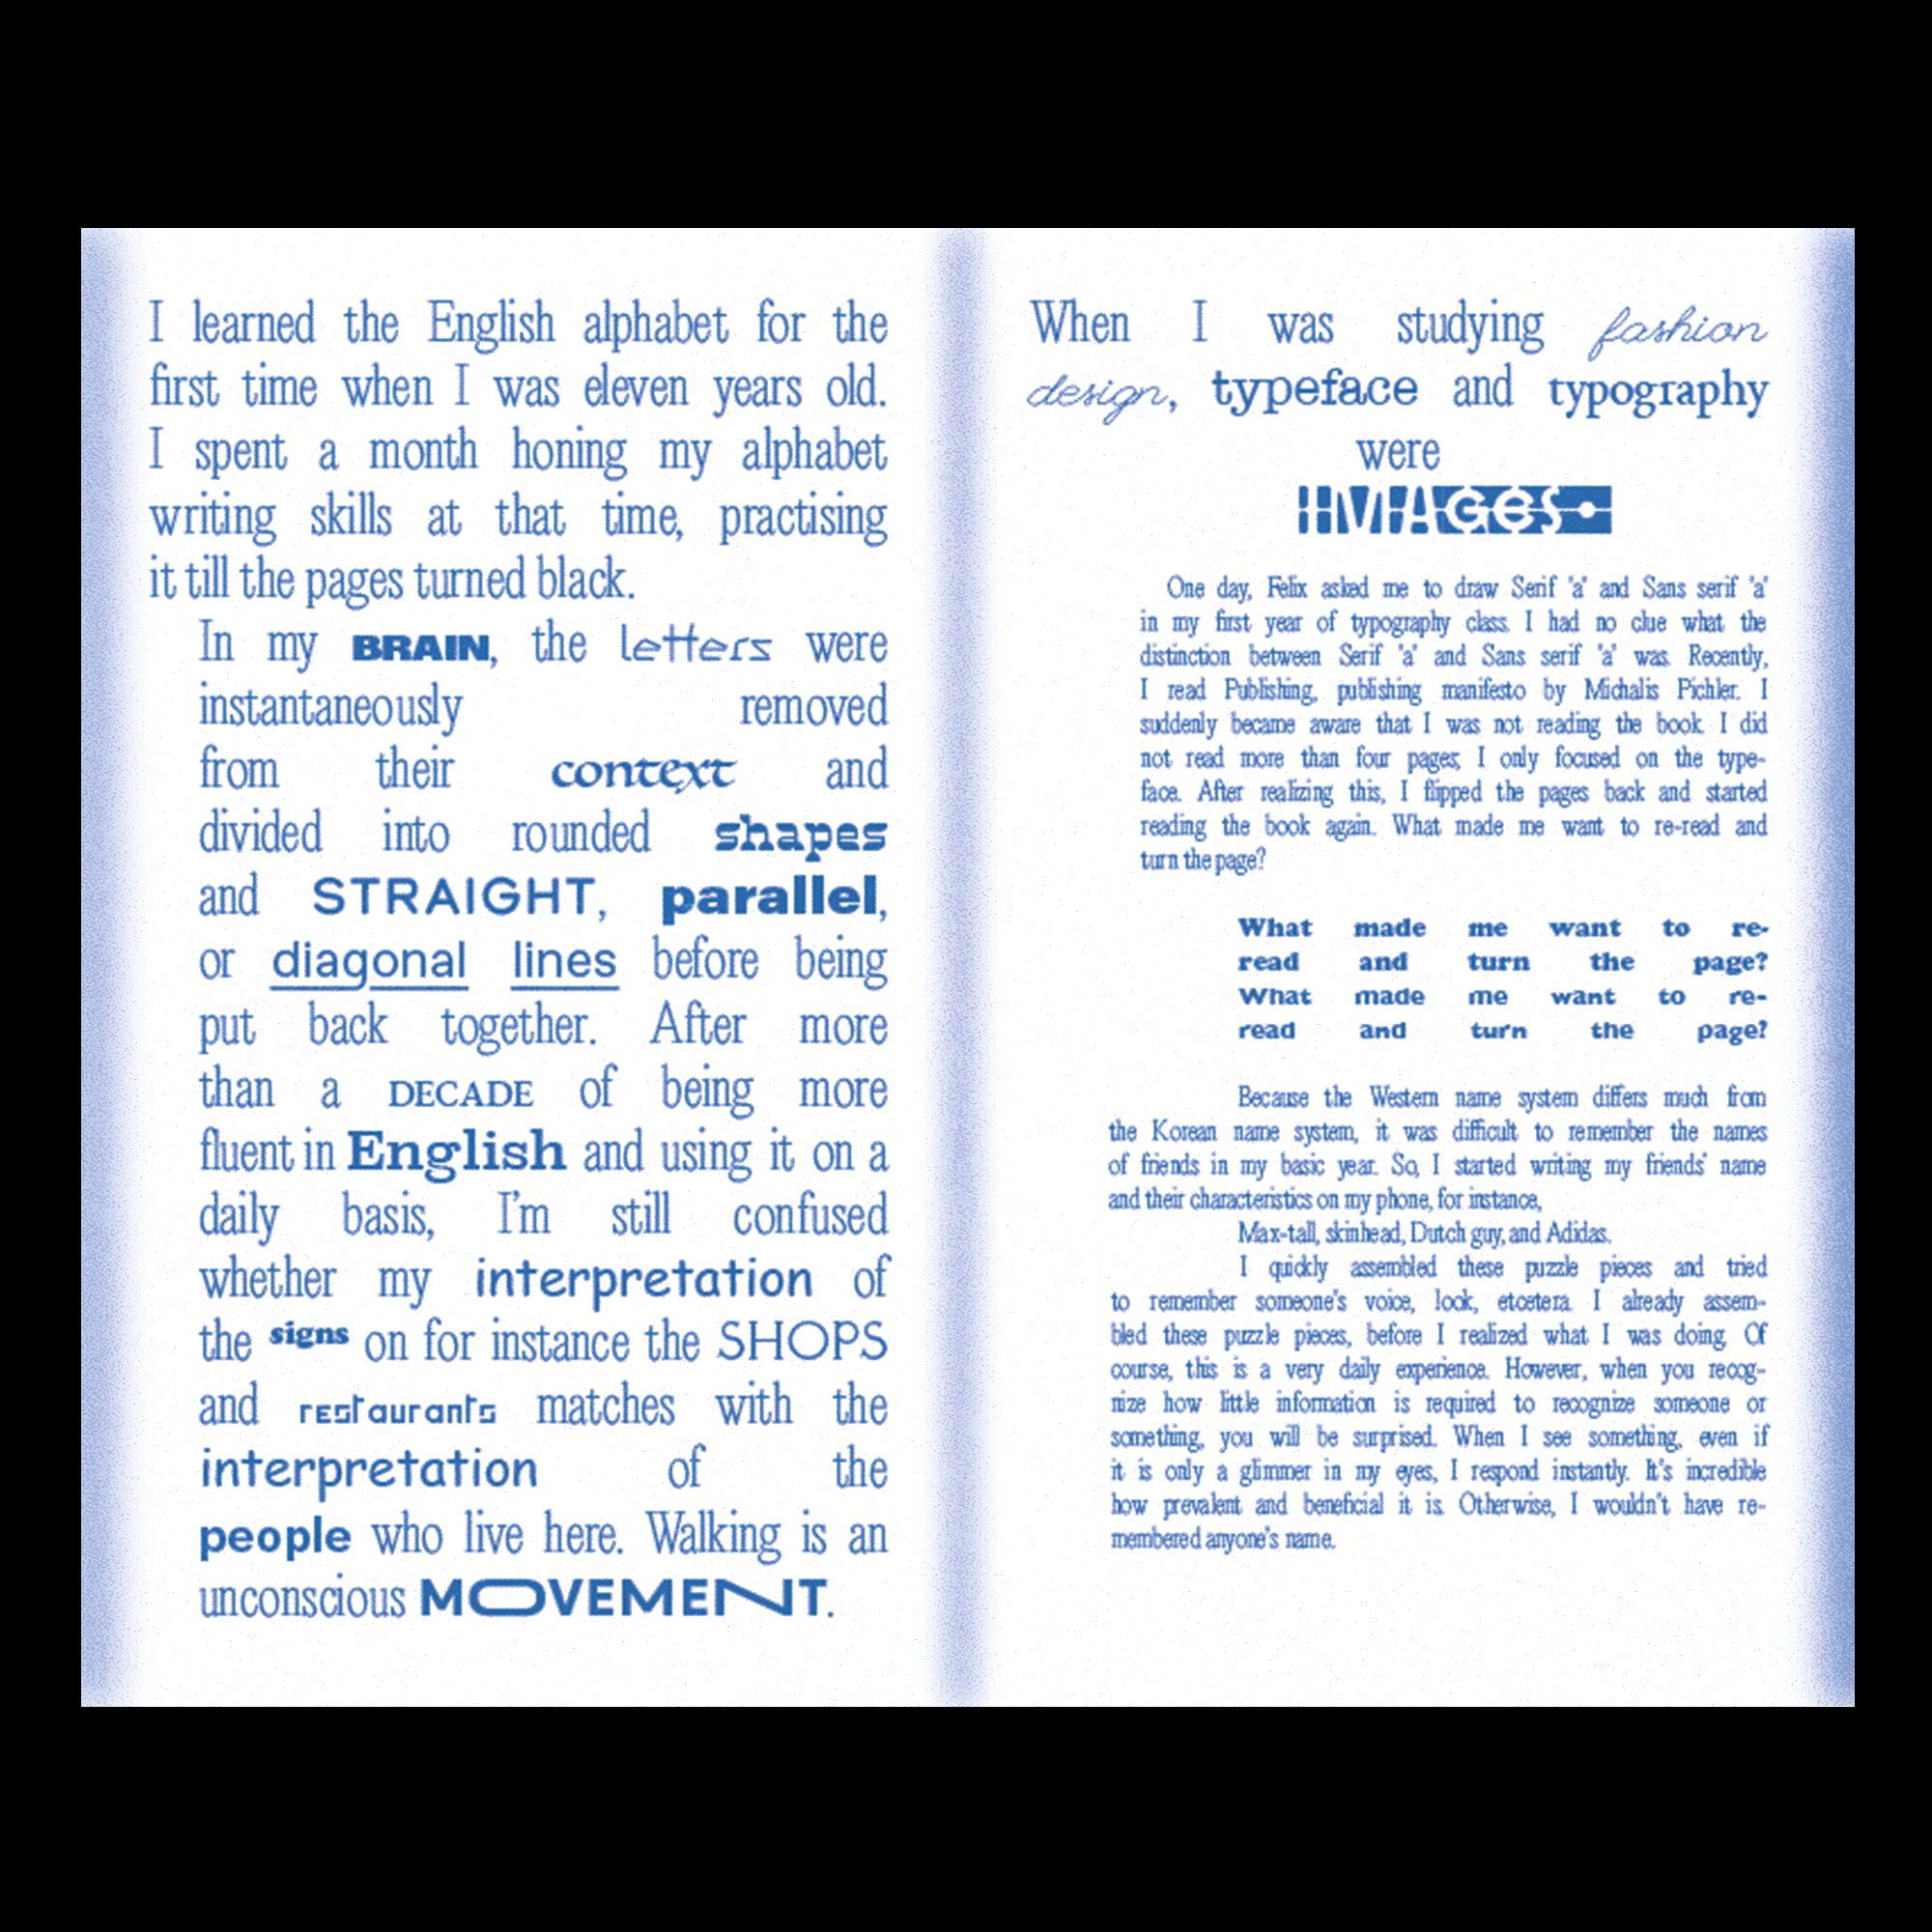 I learned the English alphabet for the
first time when I was eleven years old.
I spent a month honing my alphabet
writing skills at that time, practising
it till the pages turned black.
In my BRAIN, the letters were
instantaneously removed
from their context and
divided into rounded shapes
and STRAIGHT, parallel,
or diagonal lines before being
put back together. After more
than a DECADE of being more
fluent in English and using it on a
daily basis, I'm still confused
whether my interpretation of
the signs on for instance the SHOPS
and restaurants matches with the
interpretation of the
people who live here. Walking is an
unconscious MOVEMENT.
When I was studying fashion
design, typeface and typography
were
IMAGES.
One day, Felix asked me to draw Serif 'a' and Sans serif 'a'
in my first year of typography class. I had no clue what the
distinction between Serif 'a' and Sans serif 'a' was. Recently,
I read Publishing, publishing manifesto by Michalis Pichler. I
suddenly became aware that I was not reading the book. I did
not read more than four pages; I only focused on the type-
face. After realizing this, I flipped the pages back and started
reading the book again. What made me want to re-read and
turn the page?
What made me want to re-
read and turn the page?
What made me want to re-
read and turn the page?
Because the Western name system differs much from
the Korean name system, it was difficult to remember the names
of friends in my basic year. So, I started writing my friends' name
and their characteristics on my phone, for instance,
Max-tall, skinhead, Dutch guy, and Adidas.
I quickly assembled these puzzle pieces and tried
to remember someone's voice, look, etcetera. I already assem-
bled these puzzle pieces, before I realized what I was doing. Of
course, this is a very daily experience. However, when you recog-
nize how little information is required to recognize someone or
something, you will be surprised. When I see something, even if
it is only a glimmer in my eyes, I respond instantly. It's incredible
how prevalent and beneficial it is. Otherwise, I wouldn't have re-
membered anyone's name.